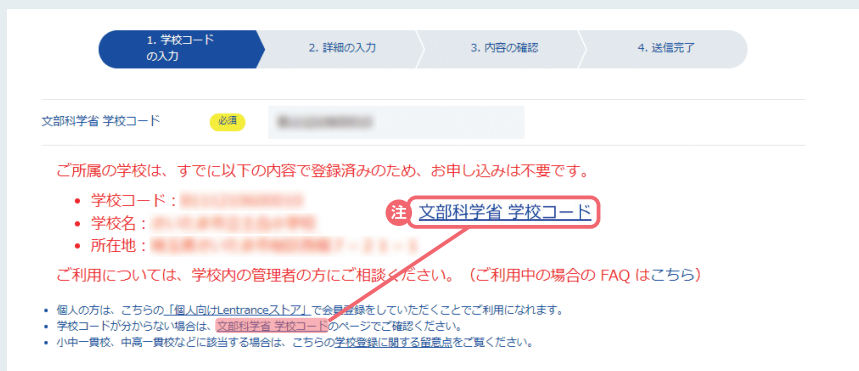 1. 学校コード
の入力
2. 詳細の入力
3. 内容の確認
4. 送信完了
文部科学省 学校コード
必須
ご所属の学校は、すでに以下の内容で登録済みのため、お申し込みは不要です。
• 学校コード：
• 学校名：
• 所在地：
注 文部科学省 学校コード
ご利用については、学校内の管理者の方にご相談ください。（ご利用中の場合の FAQ はこちら）
• 個人の方は、こちらの「個人向けLentranceストア」で会員登録をしていただくことでご利用になれます。
• 学校コードが分からない場合は、文部科学省 学校コードのページでご確認ください。
• 小中一貫校、中高一貫校などに該当する場合は、こちらの学校登録に関する留意点をご覧ください。